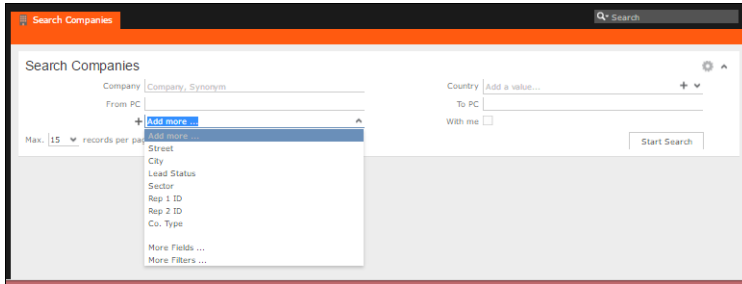 Search Companies
Search
Search Companies
Company Company, Synonym Country Add a value...
From PC To PC
Add more ... With me
Max. 15 records per pag Add more ...
Start Search
Street
City
Lead Status
Sector
Rep 1 ID
Rep 2 ID
Co. Type
More Fields ...
More Filters ...